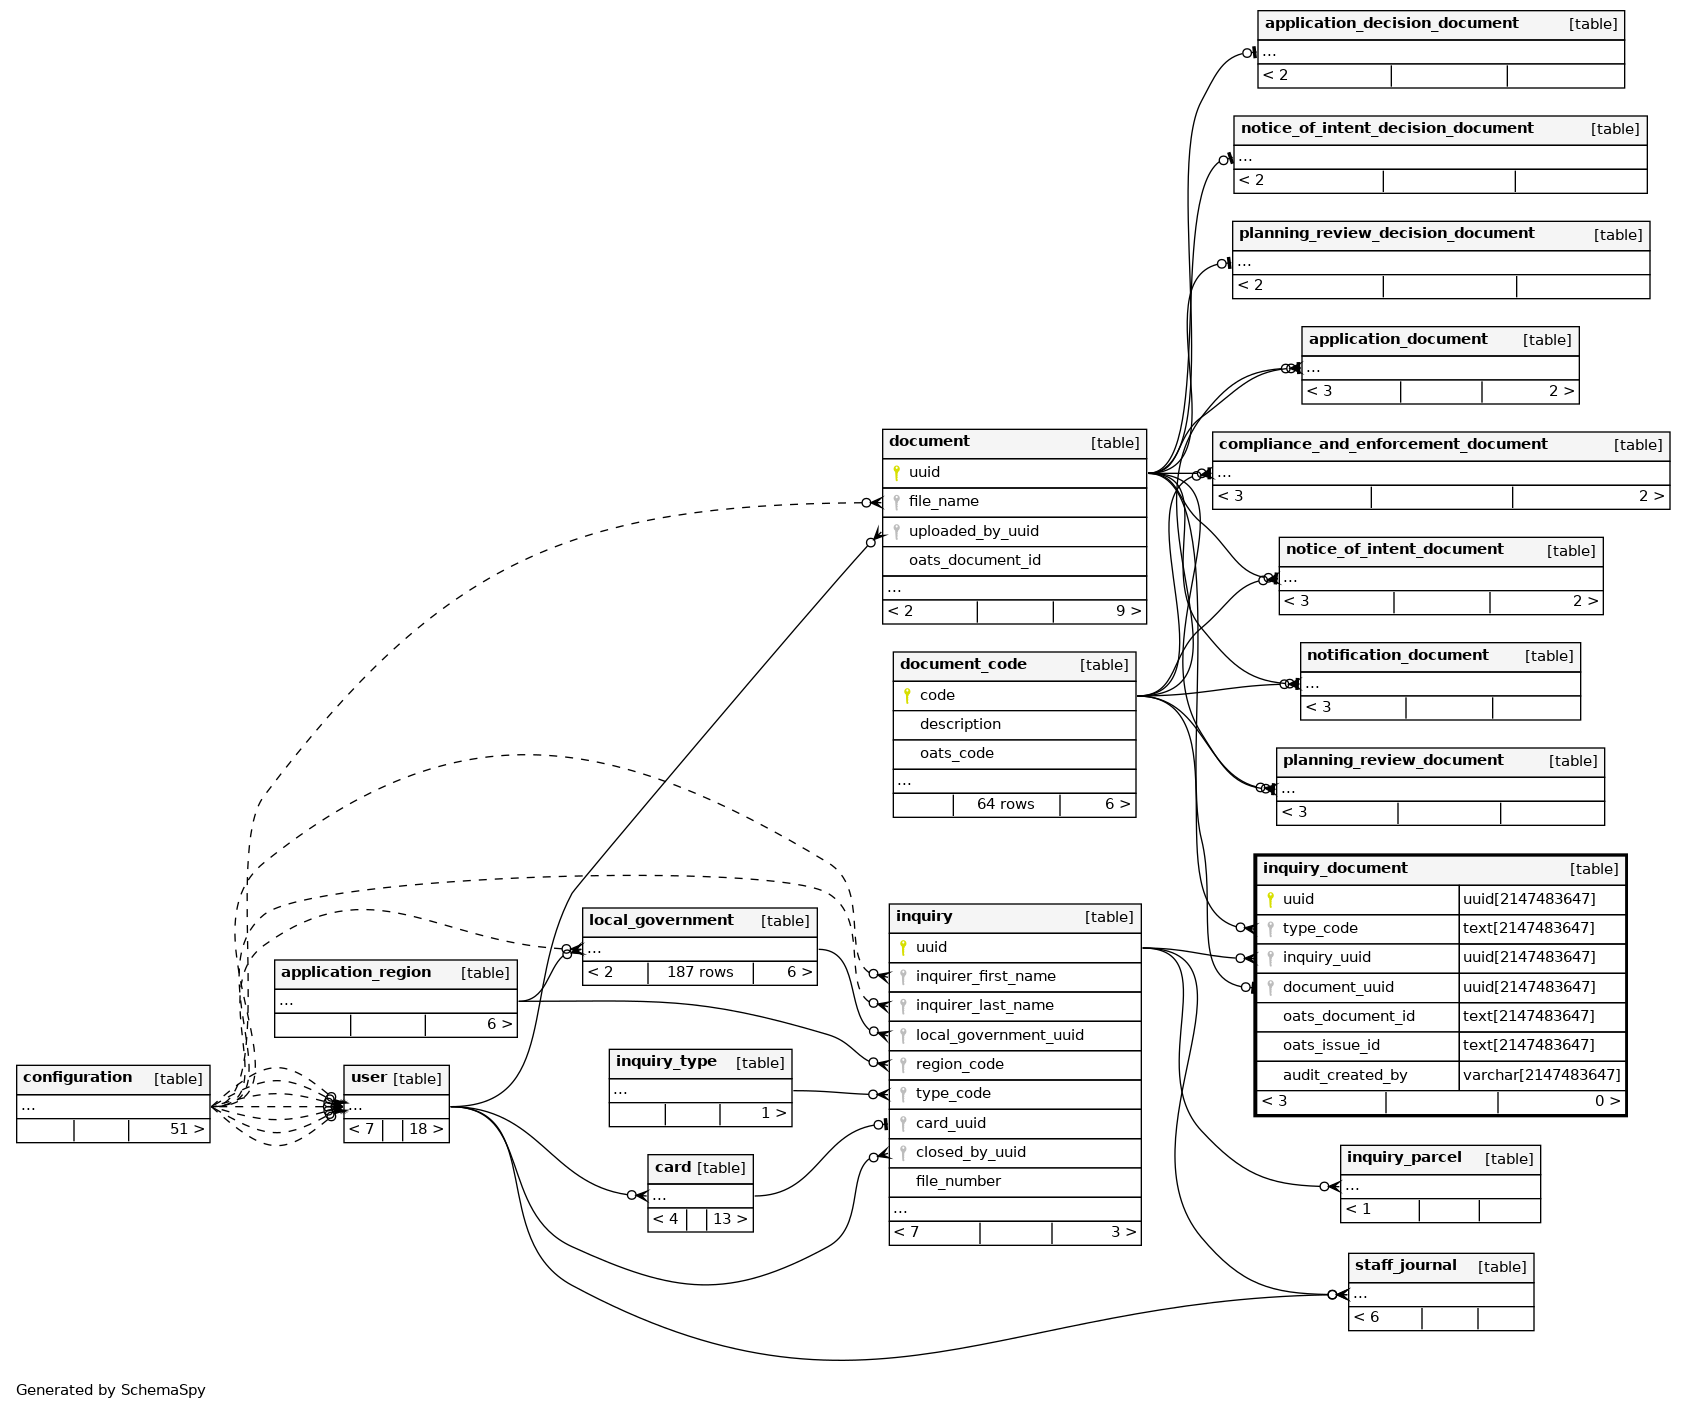 application_decision_document [table]
...
< 2
notice_of_intent_decision_document [table]
...
< 2
planning_review_decision_document [table]
...
< 2
application_document [table]
...
< 3 2 >
compliance_and_enforcement_document [table]
...
< 3 2 >
notice_of_intent_document [table]
...
< 3 2 >
notification_document [table]
...
< 3
planning_review_document [table]
...
< 3
document [table]
uuid
file_name
uploaded_by_uuid
oats_document_id
...
< 2 9 >
document_code [table]
code
description
oats_code
...
64 rows 6 >
inquiry_document [table]
uuid uuid[2147483647]
type_code text[2147483647]
inquiry_uuid uuid[2147483647]
document_uuid uuid[2147483647]
oats_document_id text[2147483647]
oats_issue_id text[2147483647]
audit_created_by varchar[2147483647]
< 3 0 >
inquiry [table]
uuid
inquirer_first_name
inquirer_last_name
local_government_uuid
region_code
type_code
card_uuid
closed_by_uuid
file_number
...
< 7 3 >
local_government [table]
...
< 2 187 rows 6 >
application_region [table]
...
6 >
inquiry_type [table]
...
1 >
configuration [table]
...
51 >
user [table]
...
< 7 18 >
card [table]
...
< 4 13 >
inquiry_parcel [table]
...
< 1
staff_journal [table]
...
< 6
Generated by SchemaSpy